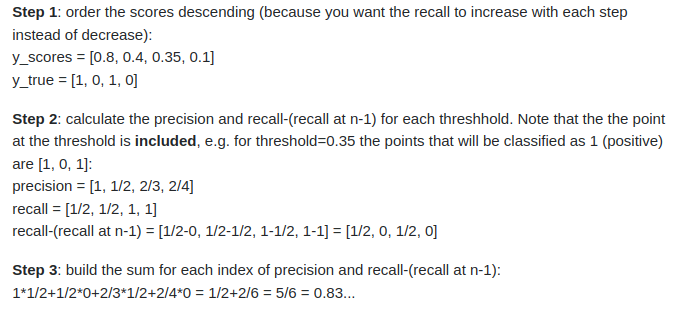 Step 1: order the scores descending (because you want the recall to increase with each step
instead of decrease):
y_scores = [0.8, 0.4, 0.35, 0.1]
y_true = [1, 0, 1, 0]
Step 2: calculate the precision and recall-(recall at n-1) for each threshhold. Note that the the point
at the threshold is included, e.g. for threshold=0.35 the points that will be classified as 1 (positive)
are [1, 0, 1]:
precision = [1, 1/2, 2/3, 2/4]
recall = [1/2, 1/2, 1, 1]
recall-(recall at n-1) = [1/2-0, 1/2-1/2, 1-1/2, 1-1] = [1/2, 0, 1/2, 0]
Step 3: build the sum for each index of precision and recall-(recall at n-1):
1*1/2+1/2*0+2/3*1/2+2/4*0 = 1/2+2/6 = 5/6 = 0.83...